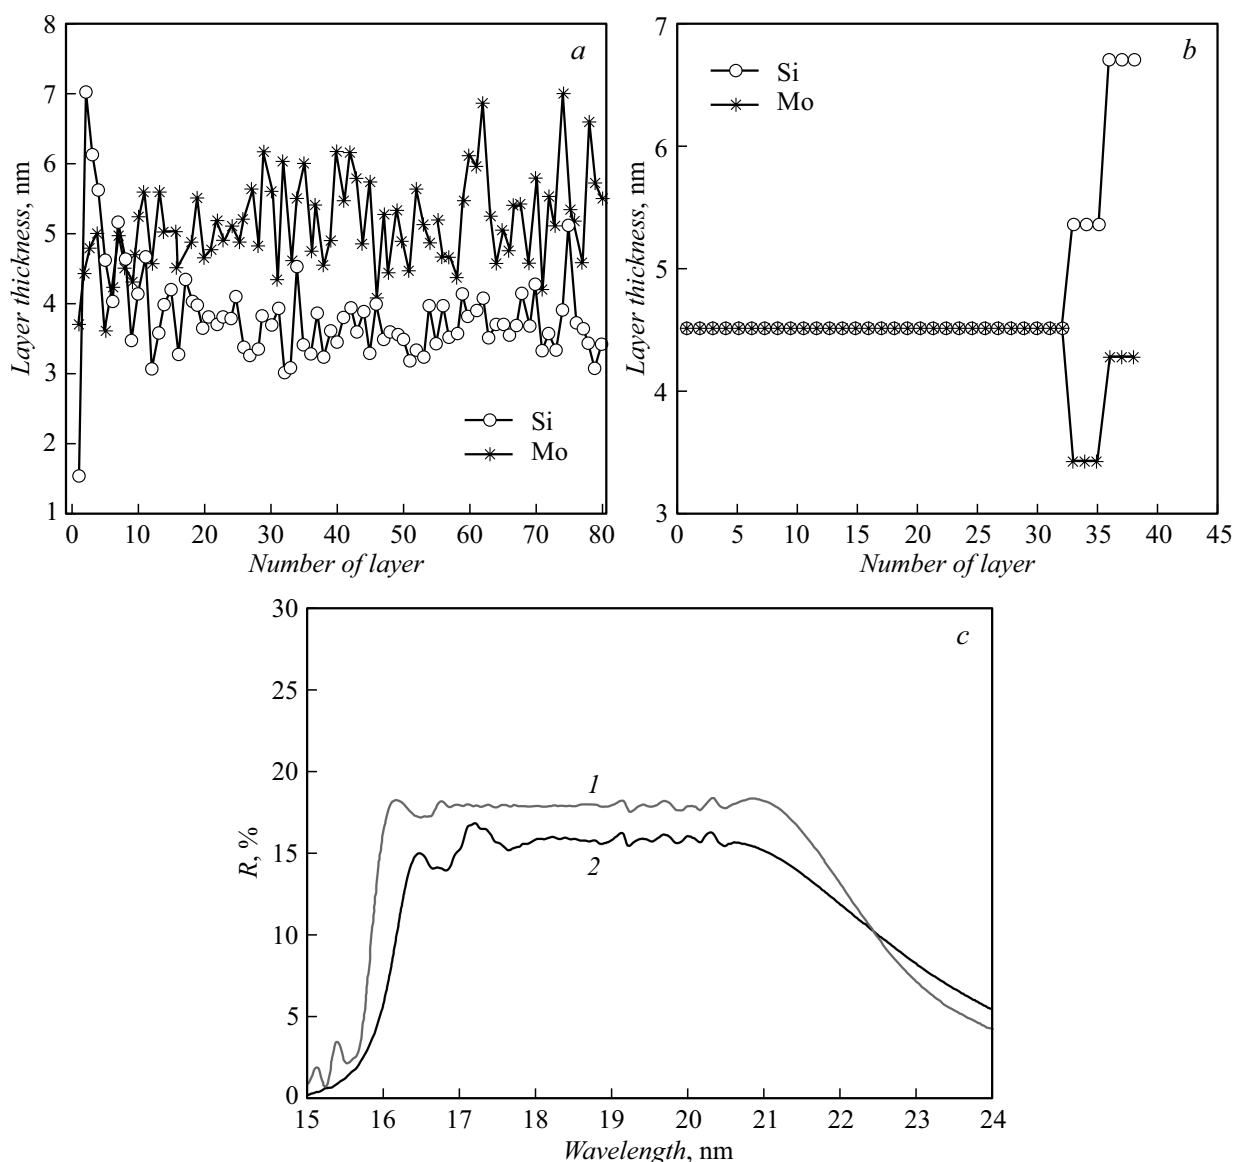 a
8
7
6
5
4
3
2
1
Layer thickness, nm
Si
Mo
0 10 20 30 40 50 60 70 80
Number of layer
b
7
6
5
4
3
Layer thickness, nm
Si
Mo
0 5 10 15 20 25 30 35 40 45
Number of layer
c
30
25
20
15
10
5
0
R, %
1
2
15 16 17 18 19 20 21 22 23 24
Wavelength, nm